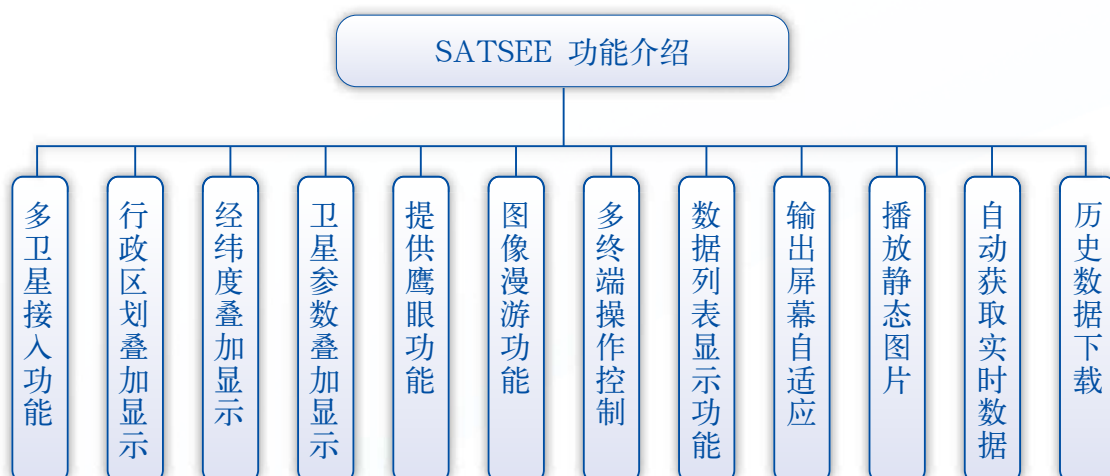 SATSEE 功能介绍
多卫星接入功能
行政区划叠加显示
经纬度叠加显示
卫星参数叠加显示
提供鹰眼功能
图像漫游功能
多终端操作控制
数据列表显示功能
输出屏幕自适应
播放静态图片
自动获取实时数据
历史数据下载